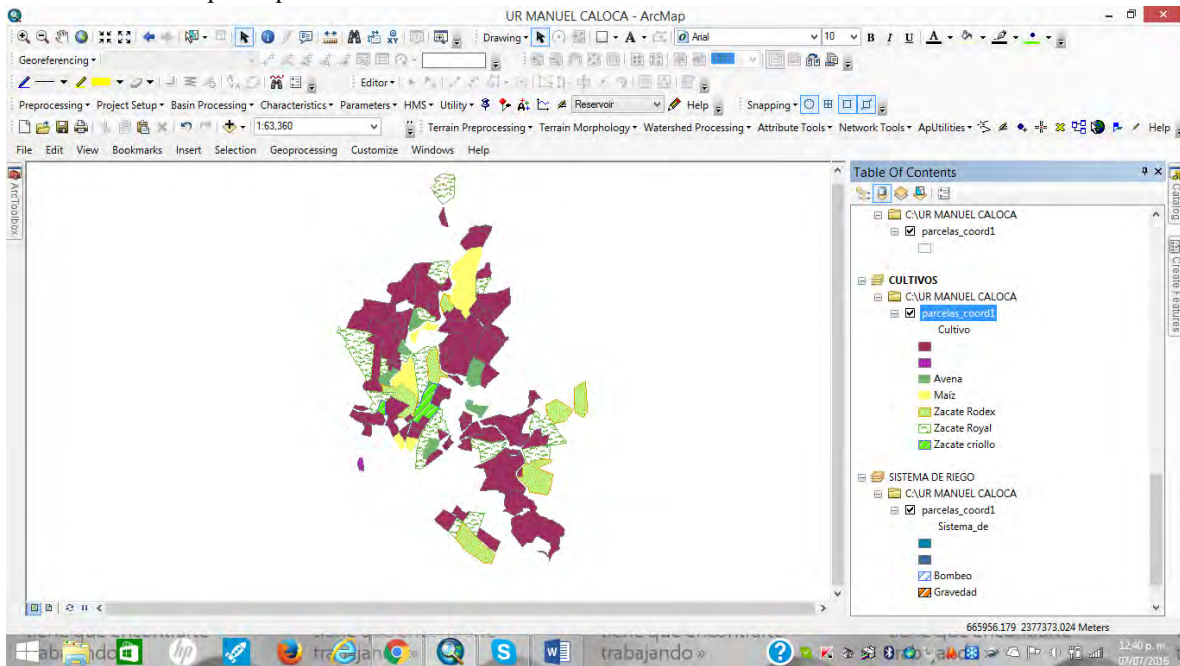 UR MANUEL CALOCA - ArcMap
Drawing Arial 10 B I U A
Georeferencing
Editor
Preprocessing Project Setup Basin Processing Characteristics Parameters HMS Utility Reservoir Help Snapping
1:63,360 Terrain Preprocessing Terrain Morphology Watershed Processing Attribute Tools Network Tools ApUtilities Help
File Edit View Bookmarks Insert Selection Geoprocessing Customize Windows Help
ArcToolbox
Table Of Contents
C:\UR MANUEL CALOCA
parcelas_coord1
CULTIVOS
C:\UR MANUEL CALOCA
parcelas_coord1
Cultivo
Avena
Maíz
Zacate Rodex
Zacate Royal
Zacate criollo
SISTEMA DE RIEGO
C:\UR MANUEL CALOCA
parcelas_coord1
Sistema_de
Bombeo
Gravedad
Catalog
Create Features
665956.179 2377373.024 Meters
trabajando »
12:40 p. m.
07/07/2016